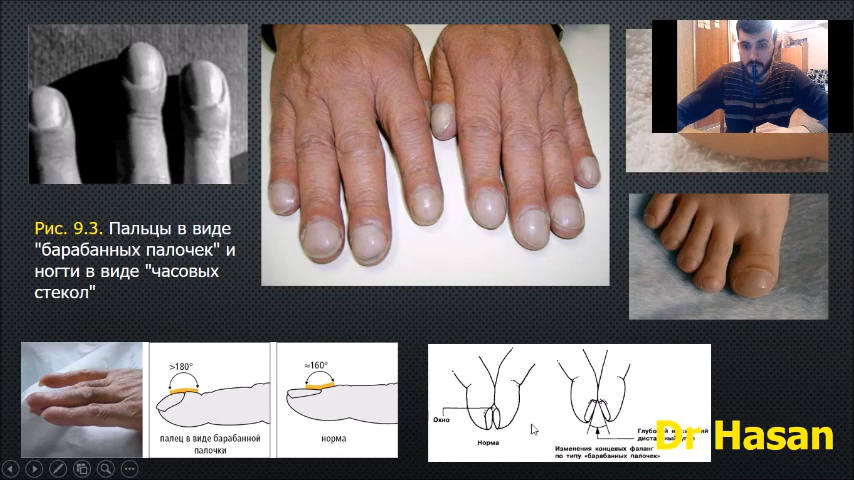 Рис. 9.3. Пальцы в виде
"барабанных палочек" и
ногти в виде "часовых
стекол"
>180°
палец в виде барабанной
палочки
≈160°
норма
Окно
Норма
Изменения концевых фаланг
по типу «барабанных палочек»
Dr Hasan